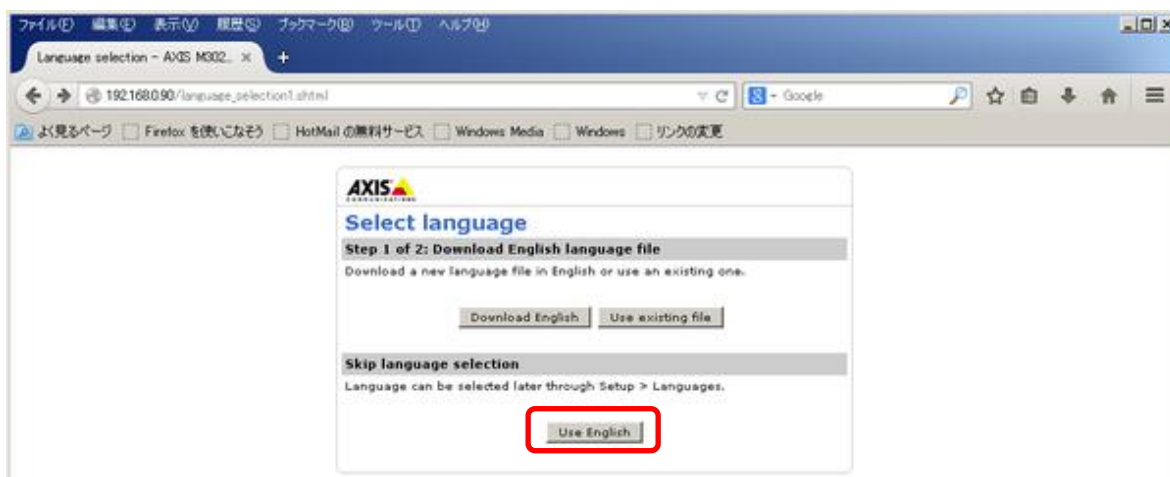 ファイル(F) 編集(E) 表示(V) 履歴(S) ブックマーク(B) ツール(T) ヘルプ(H)
Language selection - AXIS M302... × +
192.168.0.90/language_selection1.shtml Google
よく見るページ Firefox を使いこなそう HotMail の無料サービス Windows Media Windows リンクの変更
AXIS
COMMUNICATIONS
Select language
Step 1 of 2: Download English language file
Download a new language file in English or use an existing one.
Download English Use existing file
Skip language selection
Language can be selected later through Setup > Languages.
Use English